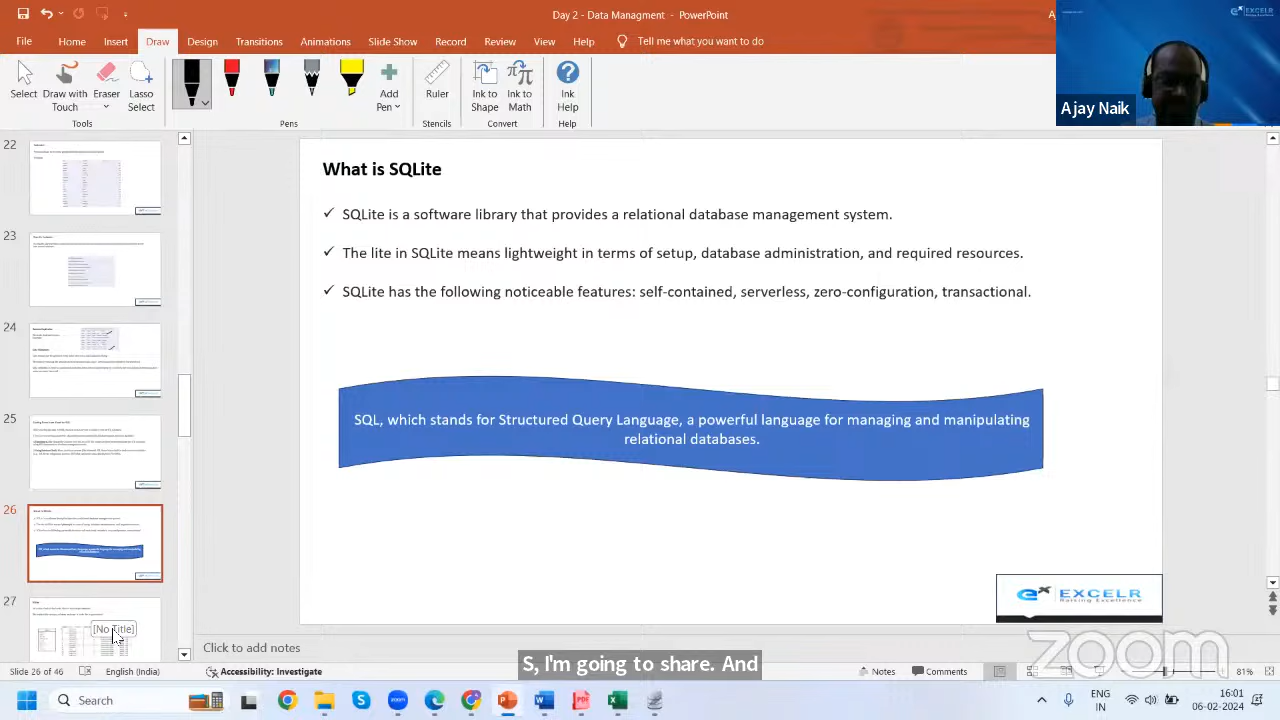 Day 2 - Data Managment - PowerPoint
File Home Insert Draw Design Transitions Animations Slide Show Record Review View Help Tell me what you want to do
Select Draw with Touch Eraser Lasso Select Add Pen Ruler Ink to Shape Ink to Math Ink Help
Tools Pens Stencils Convert Help
EXCELR
Ajay Naik
22
23
24
25
26
27
[No Title]
What is SQLite
✓ SQLite is a software library that provides a relational database management system.
✓ The lite in SQLite means lightweight in terms of setup, database administration, and required resources.
✓ SQLite has the following noticeable features: self-contained, serverless, zero-configuration, transactional.
SQL, which stands for Structured Query Language, a powerful language for managing and manipulating
relational databases.
EXCELR
Raising Excellence
Click to add notes
zoom
S, I'm going to share. And
Slide 26 of 46 English (India) Accessibility: Investigate Notes Comments 81%
Search
ENG
IN
16:01
06-02-2024